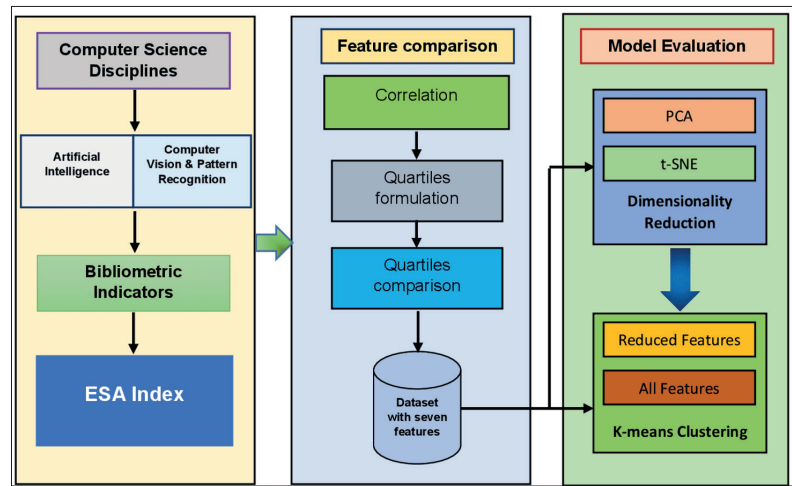 Computer Science
Disciplines
Artificial
Intelligence
Computer
Vision & Pattern
Recognition
Bibliometric
Indicators
ESA Index
Feature comparison
Correlation
Quartiles
formulation
Quartiles
comparison
Dataset
with seven
features
Model Evaluation
PCA
t-SNE
Dimensionality
Reduction
Reduced Features
All Features
K-means Clustering